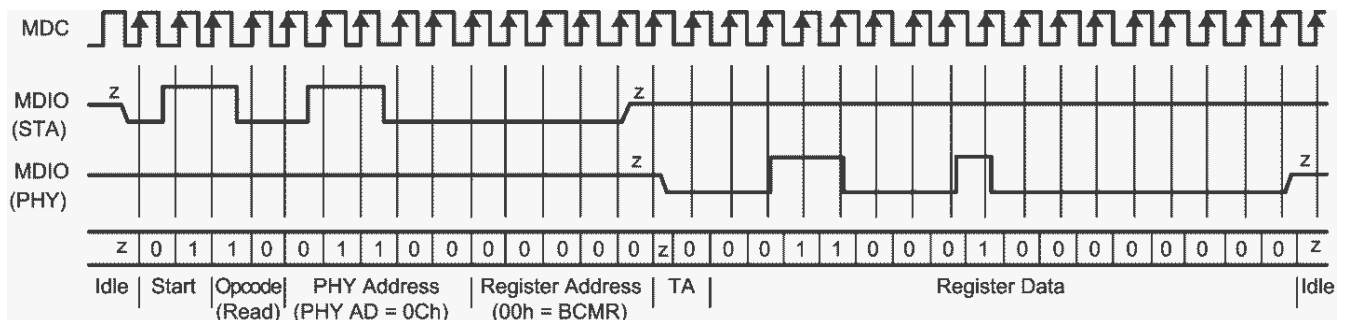 MDC
z z
MDIO
(STA)
z z
MDIO
(PHY)
z 0 1 1 0 0 1 1 0 0 0 0 0 0 0 z 0 0 0 1 1 0 0 0 1 0 0 0 0 0 0 0 0 z
Idle Start Opcode PHY Address Register Address TA Register Data Idle
(Read) (PHY AD = 0Ch) (00h = BCMR)